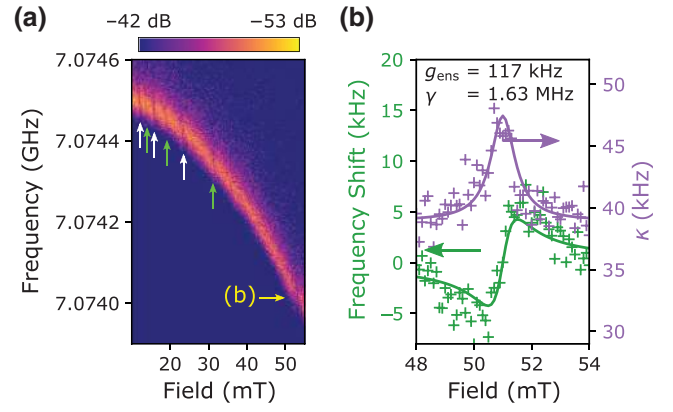 (a)
−42 dB
−53 dB
7.0746
7.0744
7.0742
7.0740
Frequency (GHz)
(b)
20
30
40
50
Field (mT)
(b)
g_ens = 117 kHz
γ = 1.63 MHz
20
15
10
5
0
−5
Frequency Shift (kHz)
50
45
40
35
30
κ (kHz)
48
50
52
54
Field (mT)